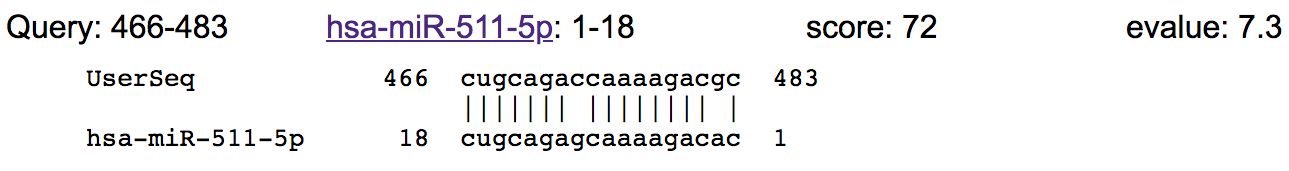 Query: 466-483 hsa-miR-511-5p: 1-18 score: 72 evalue: 7.3
UserSeq 466 cugcagaccaaaagacgc 483
||||||| |||||||| |
hsa-miR-511-5p 18 cugcagagcaaaagacac 1